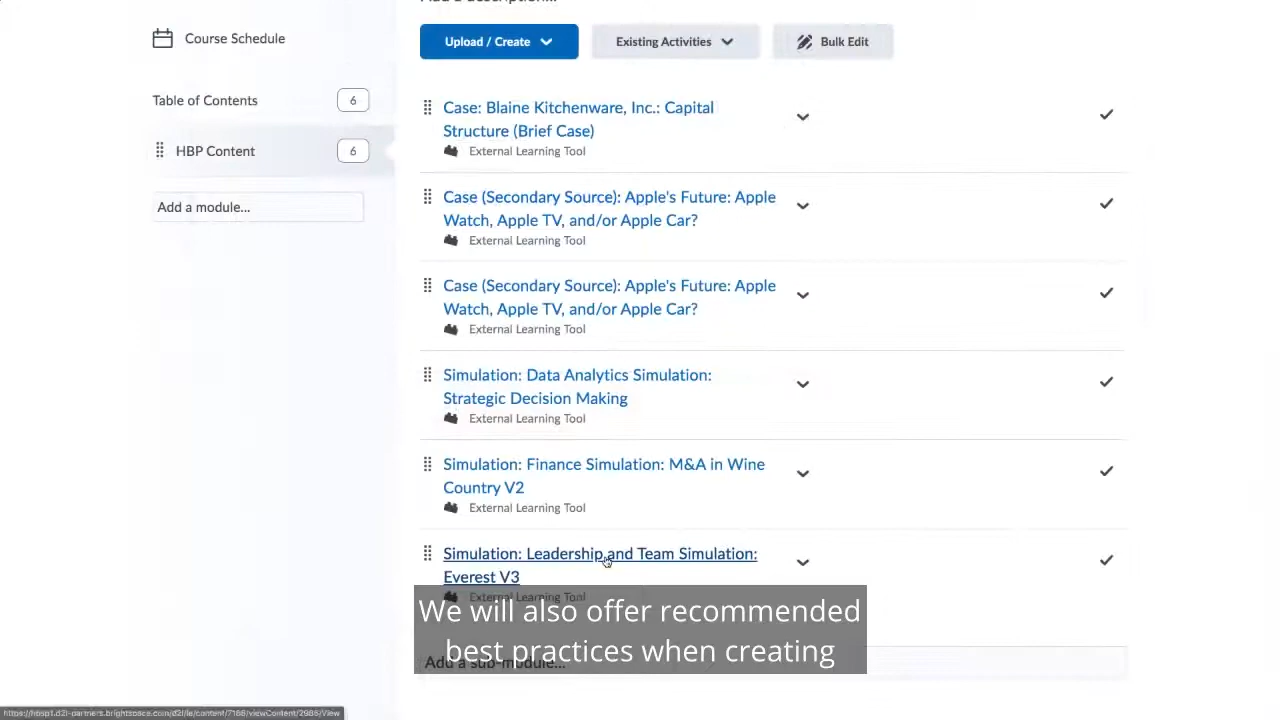 Add a description...
Course Schedule
Upload / Create
Existing Activities
Bulk Edit
Table of Contents
6
HBP Content
6
Add a module...
Case: Blaine Kitchenware, Inc.: Capital
Structure (Brief Case)
External Learning Tool
Case (Secondary Source): Apple's Future: Apple
Watch, Apple TV, and/or Apple Car?
External Learning Tool
Case (Secondary Source): Apple's Future: Apple
Watch, Apple TV, and/or Apple Car?
External Learning Tool
Simulation: Data Analytics Simulation:
Strategic Decision Making
External Learning Tool
Simulation: Finance Simulation: M&A in Wine
Country V2
External Learning Tool
Simulation: Leadership and Team Simulation:
Everest V3
External Learning Tool
We will also offer recommended
best practices when creating
Add a sub-module...